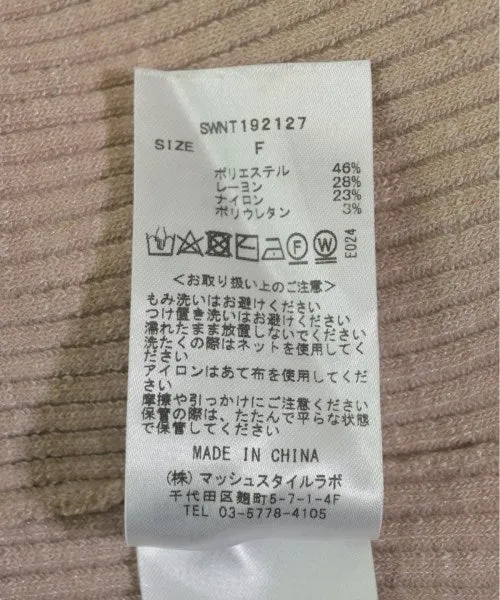 SWNT192127
SIZE F
ポリエステル 46%
レーヨン 28%
ナイロン 23%
ポリウレタン 3%
F W E024
<お取り扱い上のご注意>
もみ洗いはお避けください
つけ置き洗いはお避けください
濡れたまま放置しないでください
洗たくの際はネットを使用してく
ださい
アイロンはあて布を使用してくだ
さい
摩擦や引っかけにご注意ください
保管の際は、たたんで平らな状態
で保管してください
MADE IN CHINA
(株) マッシュスタイルラボ
千代田区麹町5-7-1-4F
TEL 03-5778-4105